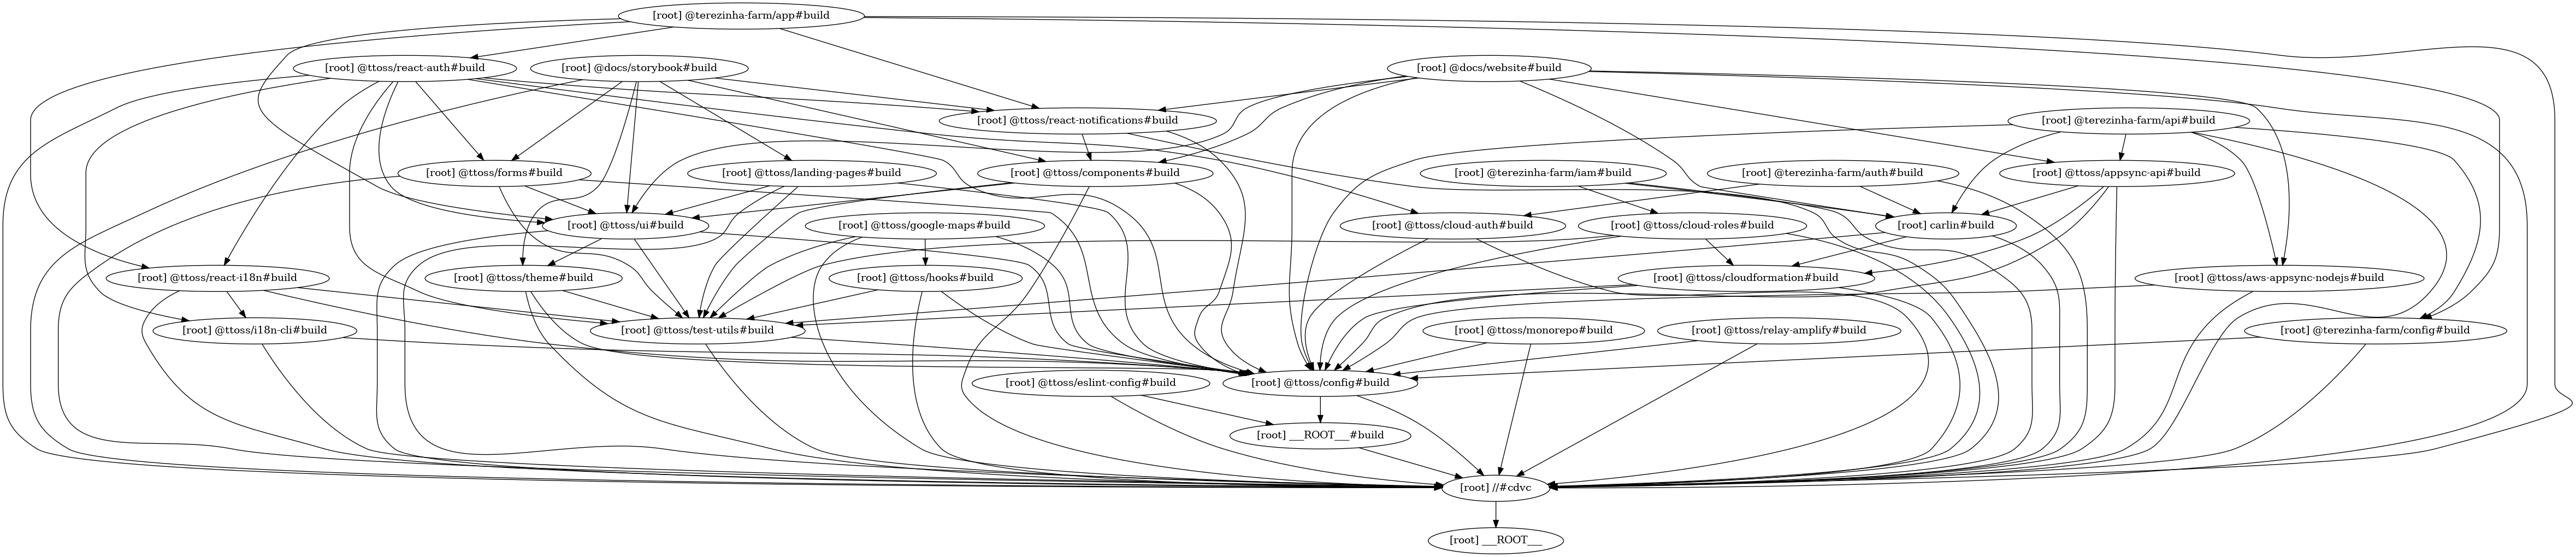 [root] @terezinha-farm/app#build
[root] @ttoss/react-auth#build
[root] @docs/storybook#build
[root] @docs/website#build
[root] @ttoss/react-notifications#build
[root] @terezinha-farm/api#build
[root] @ttoss/forms#build
[root] @ttoss/landing-pages#build
[root] @ttoss/components#build
[root] @terezinha-farm/iam#build
[root] @terezinha-farm/auth#build
[root] @ttoss/appsync-api#build
[root] @ttoss/ui#build
[root] @ttoss/google-maps#build
[root] @ttoss/cloud-auth#build
[root] @ttoss/cloud-roles#build
[root] carlin#build
[root] @ttoss/react-i18n#build
[root] @ttoss/theme#build
[root] @ttoss/hooks#build
[root] @ttoss/cloudformation#build
[root] @ttoss/aws-appsync-nodejs#build
[root] @ttoss/i18n-cli#build
[root] @ttoss/test-utils#build
[root] @ttoss/monorepo#build
[root] @ttoss/relay-amplify#build
[root] @terezinha-farm/config#build
[root] @ttoss/eslint-config#build
[root] @ttoss/config#build
[root] ___ROOT___#build
[root] //#cdvc
[root] ___ROOT___